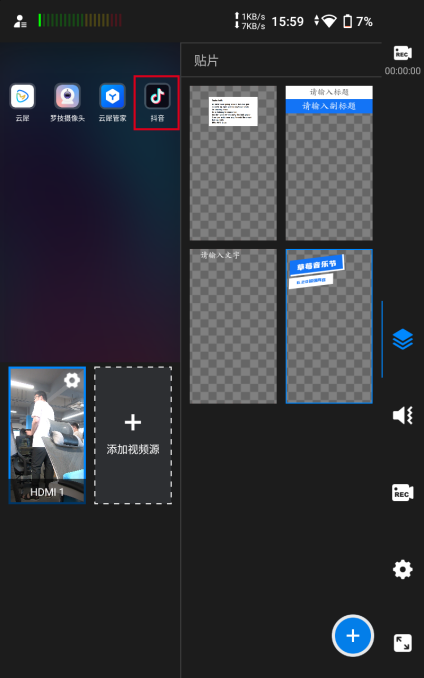 1KB/s
7KB/s
15:59
7%
贴片
REC
00:00:00
云犀
梦技摄像头
云犀管家
抖音
请输入标题
请输入副标题
请输入文字
草莓音乐节
HDMI 1
添加视频源
REC